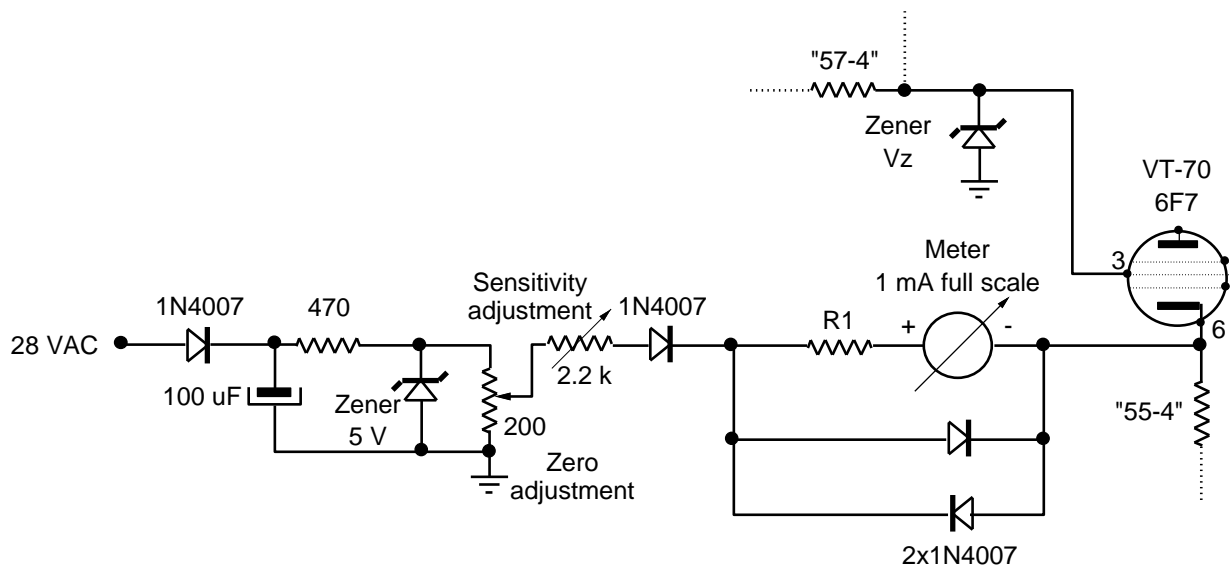 "57-4"
Zener
Vz
VT-70
6F7
3
6
Meter
1 mA full scale
Sensitivity
adjustment
1N4007
470
1N4007
R1
+
-
28 VAC
2.2 k
100 uF
Zener
5 V
200
"55-4"
Zero
adjustment
2x1N4007